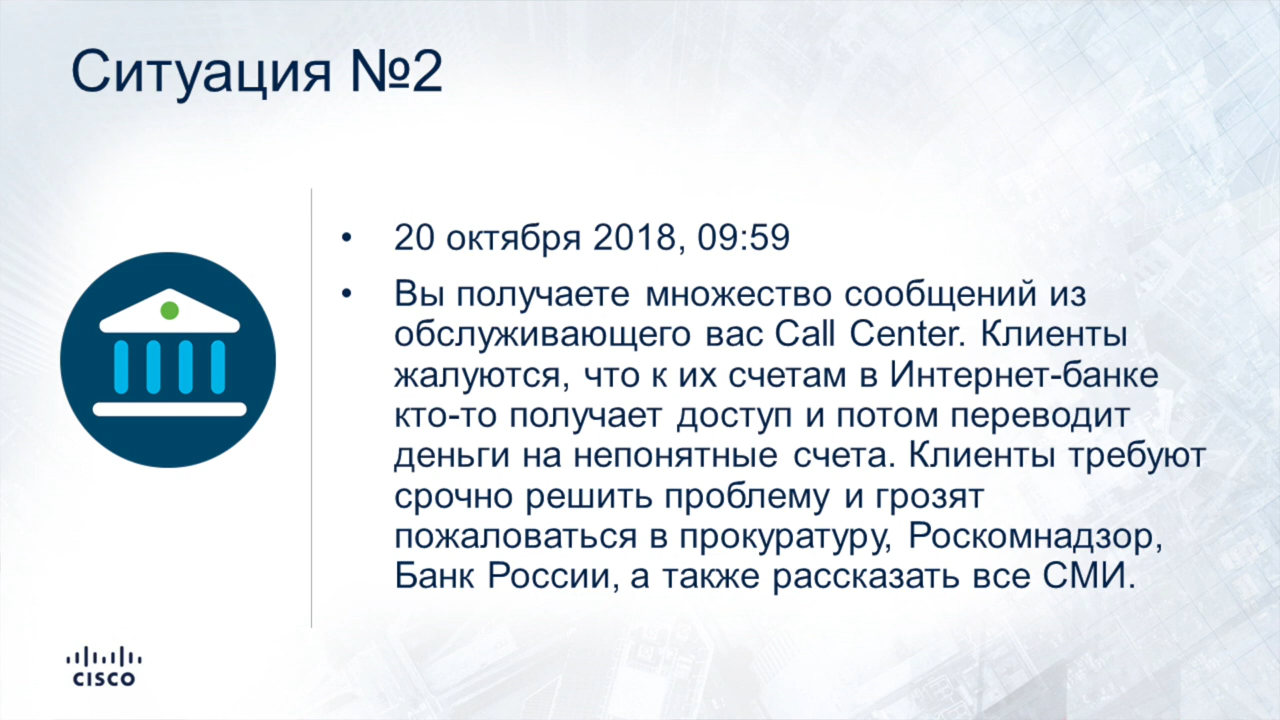 Ситуация №2
• 20 октября 2018, 09:59
• Вы получаете множество сообщений из
обслуживающего вас Call Center. Клиенты
жалуются, что к их счетам в Интернет-банке
кто-то получает доступ и потом переводит
деньги на непонятные счета. Клиенты требуют
срочно решить проблему и грозят
пожаловаться в прокуратуру, Роскомнадзор,
Банк России, а также рассказать все СМИ.
CISCO